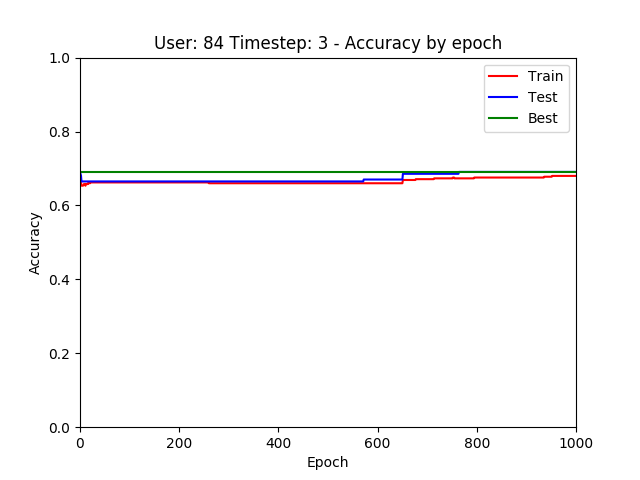 User: 84 Timestep: 3 - Accuracy by epoch
1.0
0.8
0.6
0.4
0.2
0.0
Accuracy
Train
Test
Best
0 200 400 600 800 1000
Epoch